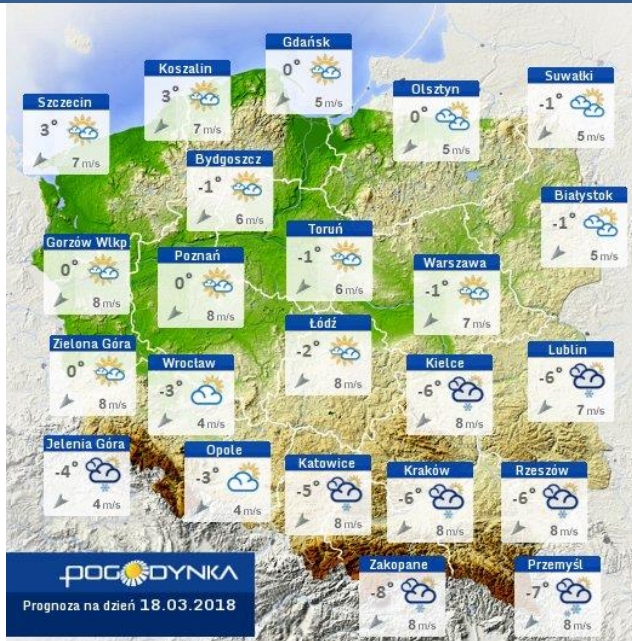 Gdańsk
0°
5 m/s
Koszalin
3°
7 m/s
Suwałki
-1°
5 m/s
Olsztyn
0°
5 m/s
Szczecin
3°
7 m/s
Bydgoszcz
-1°
6 m/s
Białystok
-1°
5 m/s
Toruń
-1°
6 m/s
Gorzów Wlkp.
0°
8 m/s
Poznań
0°
8 m/s
Warszawa
-1°
7 m/s
Łódź
-2°
8 m/s
Zielona Góra
0°
8 m/s
Wrocław
-3°
4 m/s
Kielce
-6°
8 m/s
Lublin
-6°
7 m/s
Jelenia Góra
-4°
4 m/s
Opole
-3°
4 m/s
Katowice
-5°
8 m/s
Kraków
-6°
8 m/s
Rzeszów
-6°
8 m/s
Zakopane
-8°
8 m/s
Przemyśl
-7°
8 m/s
POGODYNKA
Prognoza na dzień 18.03.2018